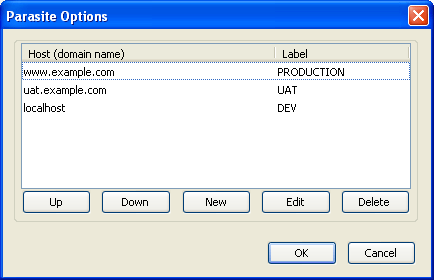 Parasite Options
Host (domain name) Label
www.example.com PRODUCTION
uat.example.com UAT
localhost DEV
Up Down New Edit Delete
OK Cancel